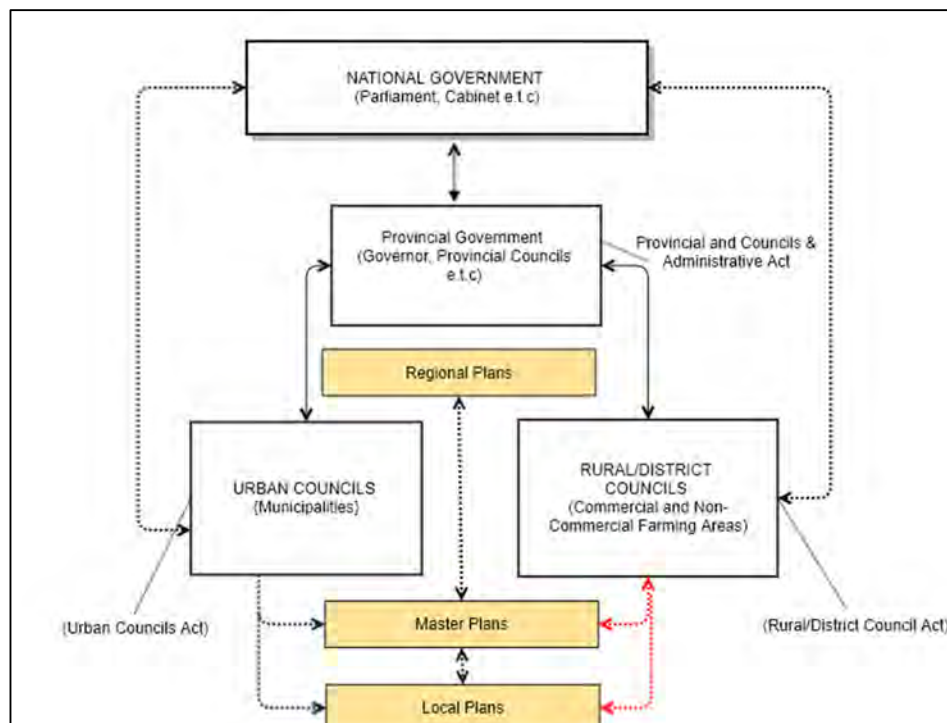 NATIONAL GOVERNMENT
(Parliament, Cabinet e.t.c)
Provincial Government
(Governor, Provincial Councils
e.t.c)
Provincial and Councils &
Administrative Act
Regional Plans
URBAN COUNCILS
(Municipalities)
RURAL/DISTRICT
COUNCILS
(Commercial and Non-
Commercial Farming Areas)
Master Plans
(Urban Councils Act)
(Rural/District Council Act)
Local Plans